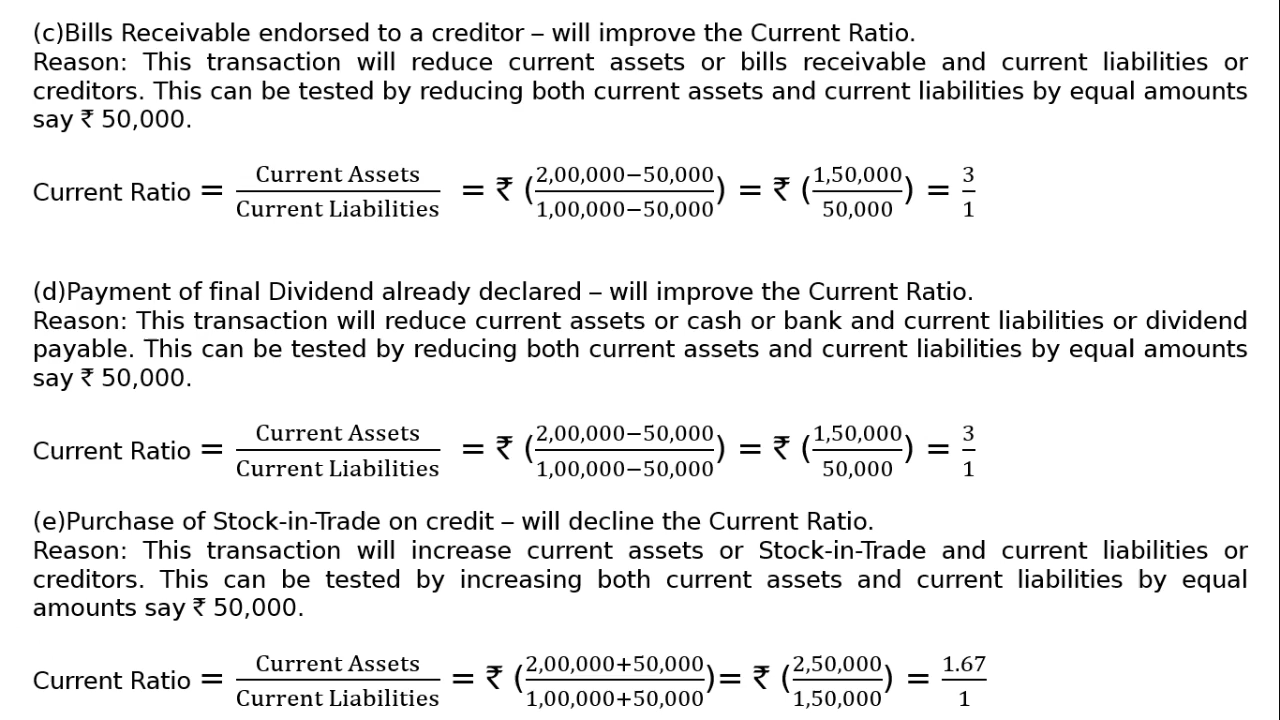 (c)Bills Receivable endorsed to a creditor – will improve the Current Ratio.
Reason: This transaction will reduce current assets or bills receivable and current liabilities or
creditors. This can be tested by reducing both current assets and current liabilities by equal amounts
say ₹ 50,000.
Current Ratio = Current Assets / Current Liabilities = ₹ (2,00,000−50,000 / 1,00,000−50,000) = ₹ (1,50,000 / 50,000) = 3 / 1
(d)Payment of final Dividend already declared – will improve the Current Ratio.
Reason: This transaction will reduce current assets or cash or bank and current liabilities or dividend
payable. This can be tested by reducing both current assets and current liabilities by equal amounts
say ₹ 50,000.
Current Ratio = Current Assets / Current Liabilities = ₹ (2,00,000−50,000 / 1,00,000−50,000) = ₹ (1,50,000 / 50,000) = 3 / 1
(e)Purchase of Stock-in-Trade on credit – will decline the Current Ratio.
Reason: This transaction will increase current assets or Stock-in-Trade and current liabilities or
creditors. This can be tested by increasing both current assets and current liabilities by equal
amounts say ₹ 50,000.
Current Ratio = Current Assets / Current Liabilities = ₹ (2,00,000+50,000 / 1,00,000+50,000)= ₹ (2,50,000 / 1,50,000) = 1.67 / 1